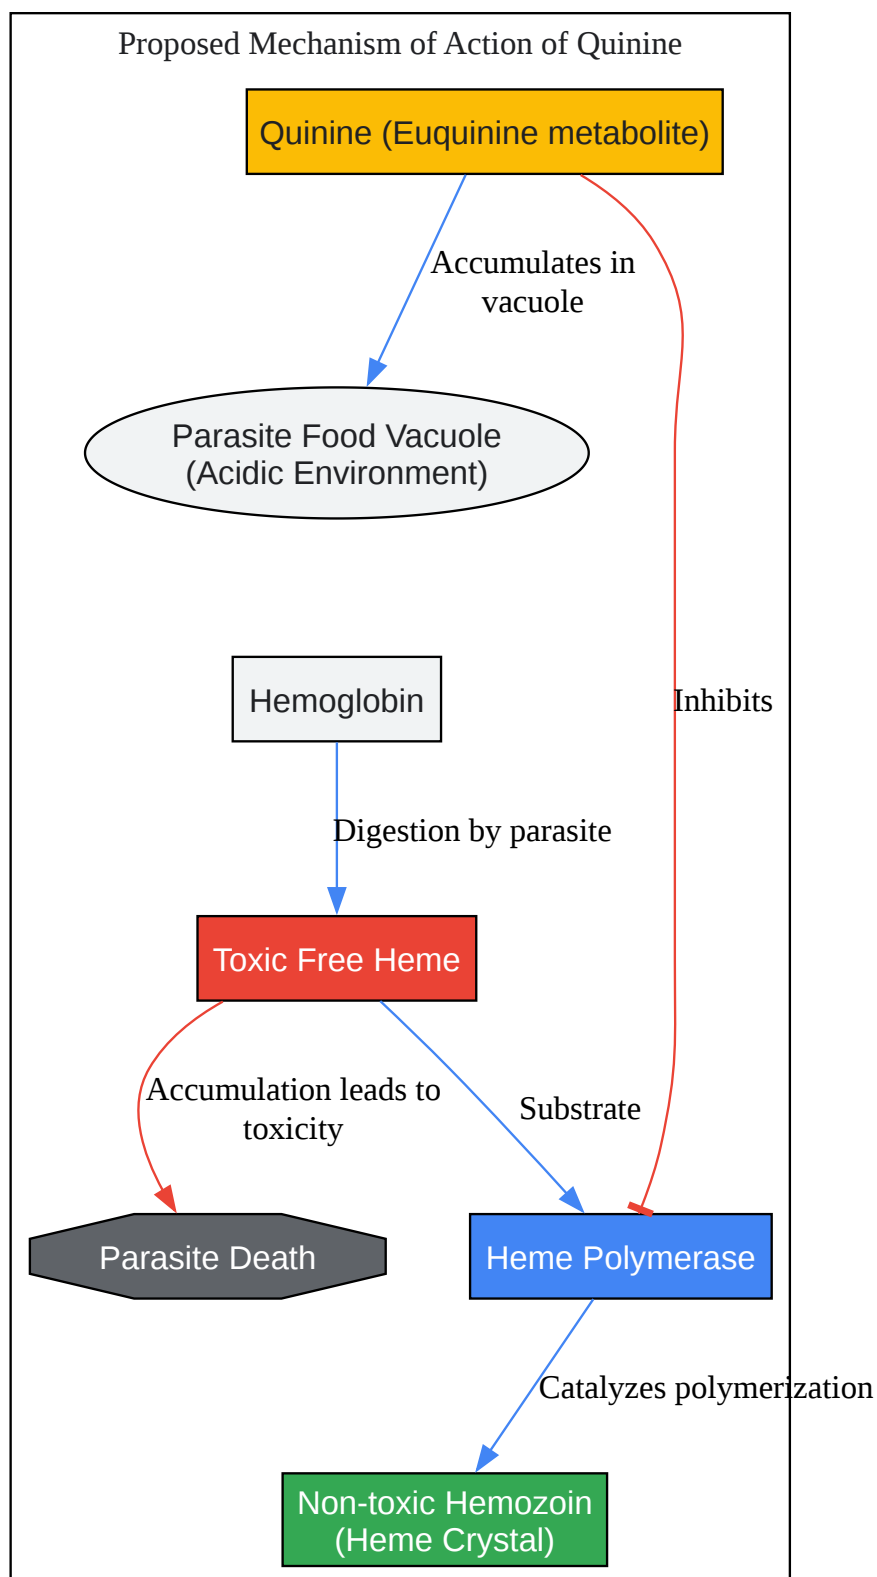 Proposed Mechanism of Action of Quinine
Quinine (Euquinine metabolite)
Accumulates in
vacuole
Parasite Food Vacuole
(Acidic Environment)
Hemoglobin
Inhibits
Digestion by parasite
Toxic Free Heme
Accumulation leads to
toxicity
Substrate
Parasite Death
Heme Polymerase
Catalyzes polymerization
Non-toxic Hemozoin
(Heme Crystal)